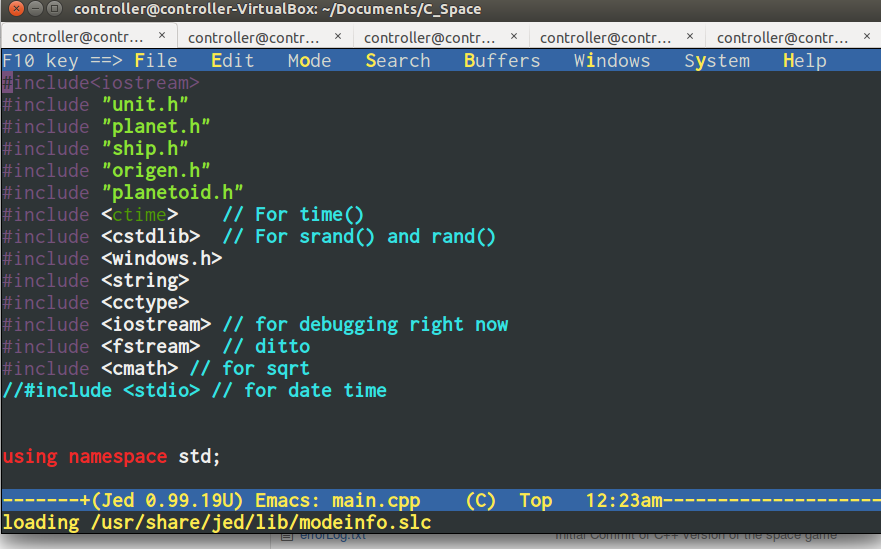 controller@controller-VirtualBox: ~/Documents/C_Space
controller@contr... × controller@cont... × controller@cont... × controller@cont... × controller@cont... ×
F10 key ==> File Edit Mode Search Buffers Windows System Help
#include<iostream>
#include "unit.h"
#include "planet.h"
#include "ship.h"
#include "origen.h"
#include "planetoid.h"
#include <ctime> // For time()
#include <cstdlib> // For srand() and rand()
#include <windows.h>
#include <string>
#include <cctype>
#include <iostream> // for debugging right now
#include <fstream> // ditto
#include <cmath> // for sqrt
//#include <stdio> // for date time
using namespace std;
-------+(Jed 0.99.19U) Emacs: main.cpp (C) Top 12:23am--------------------
loading /usr/share/jed/lib/modeinfo.slc
errorLog.txt Initial Commit of C++ version of the space game